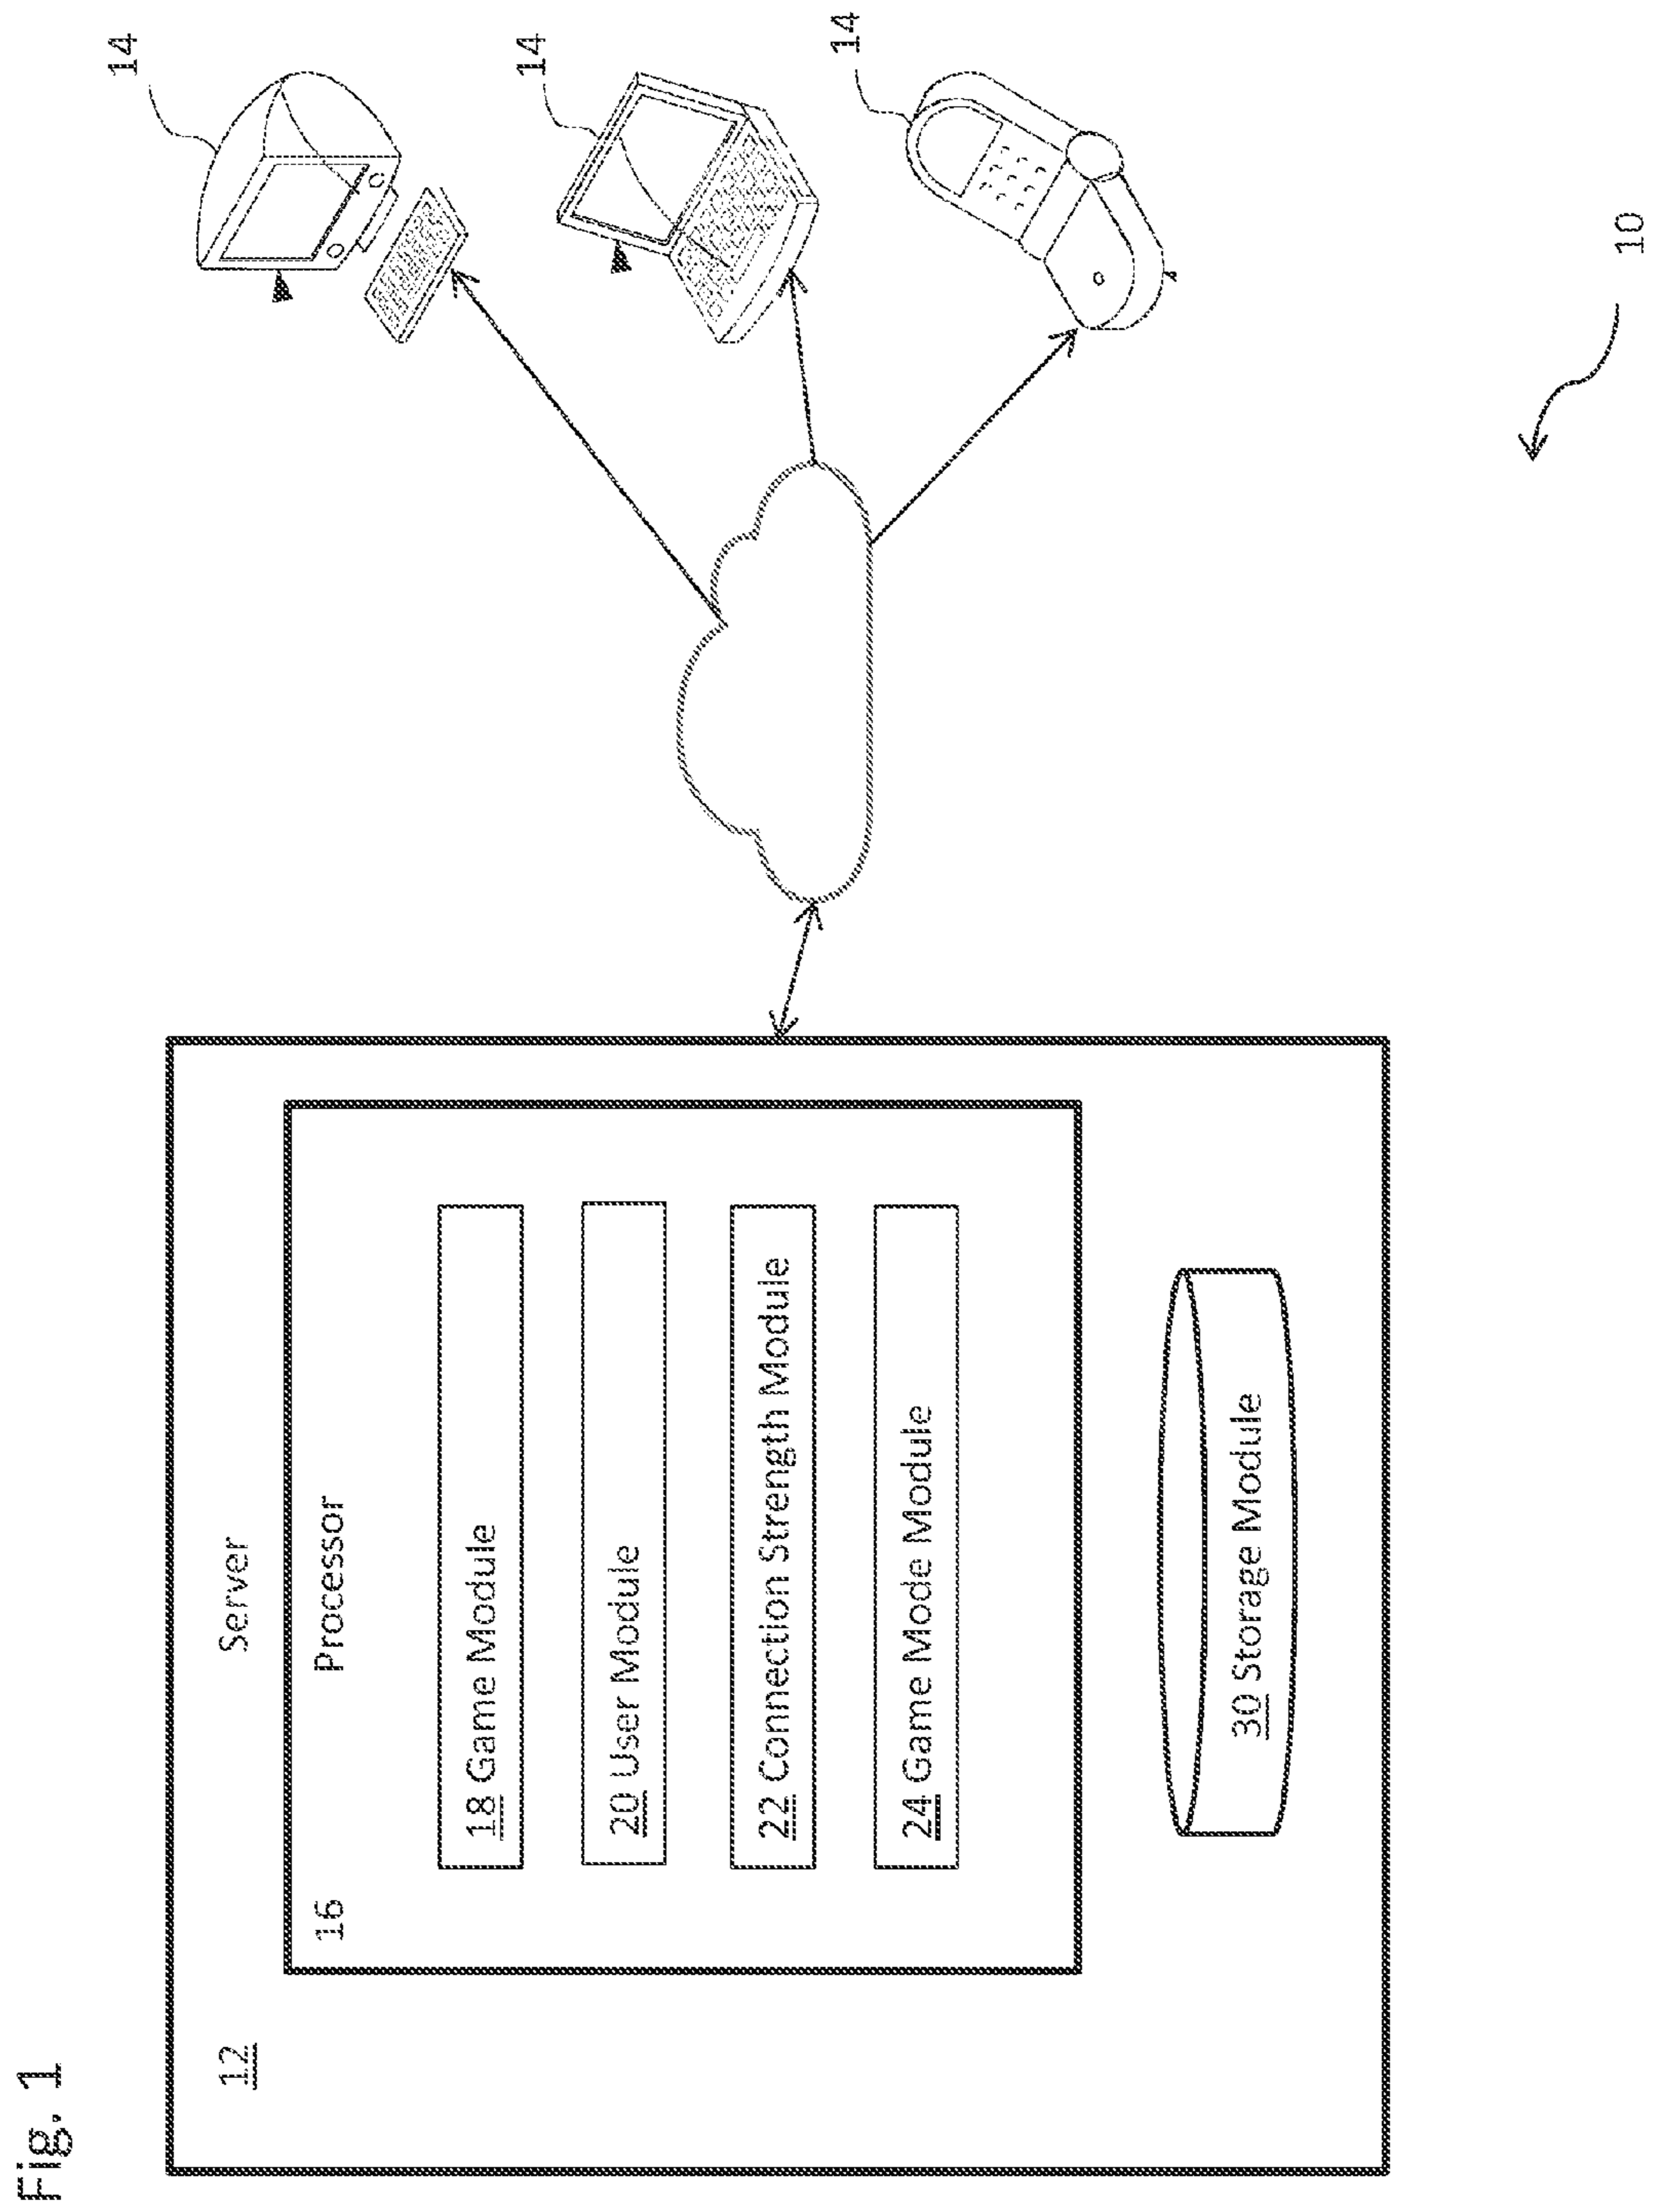 Fig. 1
12
Server
16
Processor
18 Game Module
20 User Module
22 Connection Strength Module
24 Game Mode Module
30 Storage Module
14
14
14
10